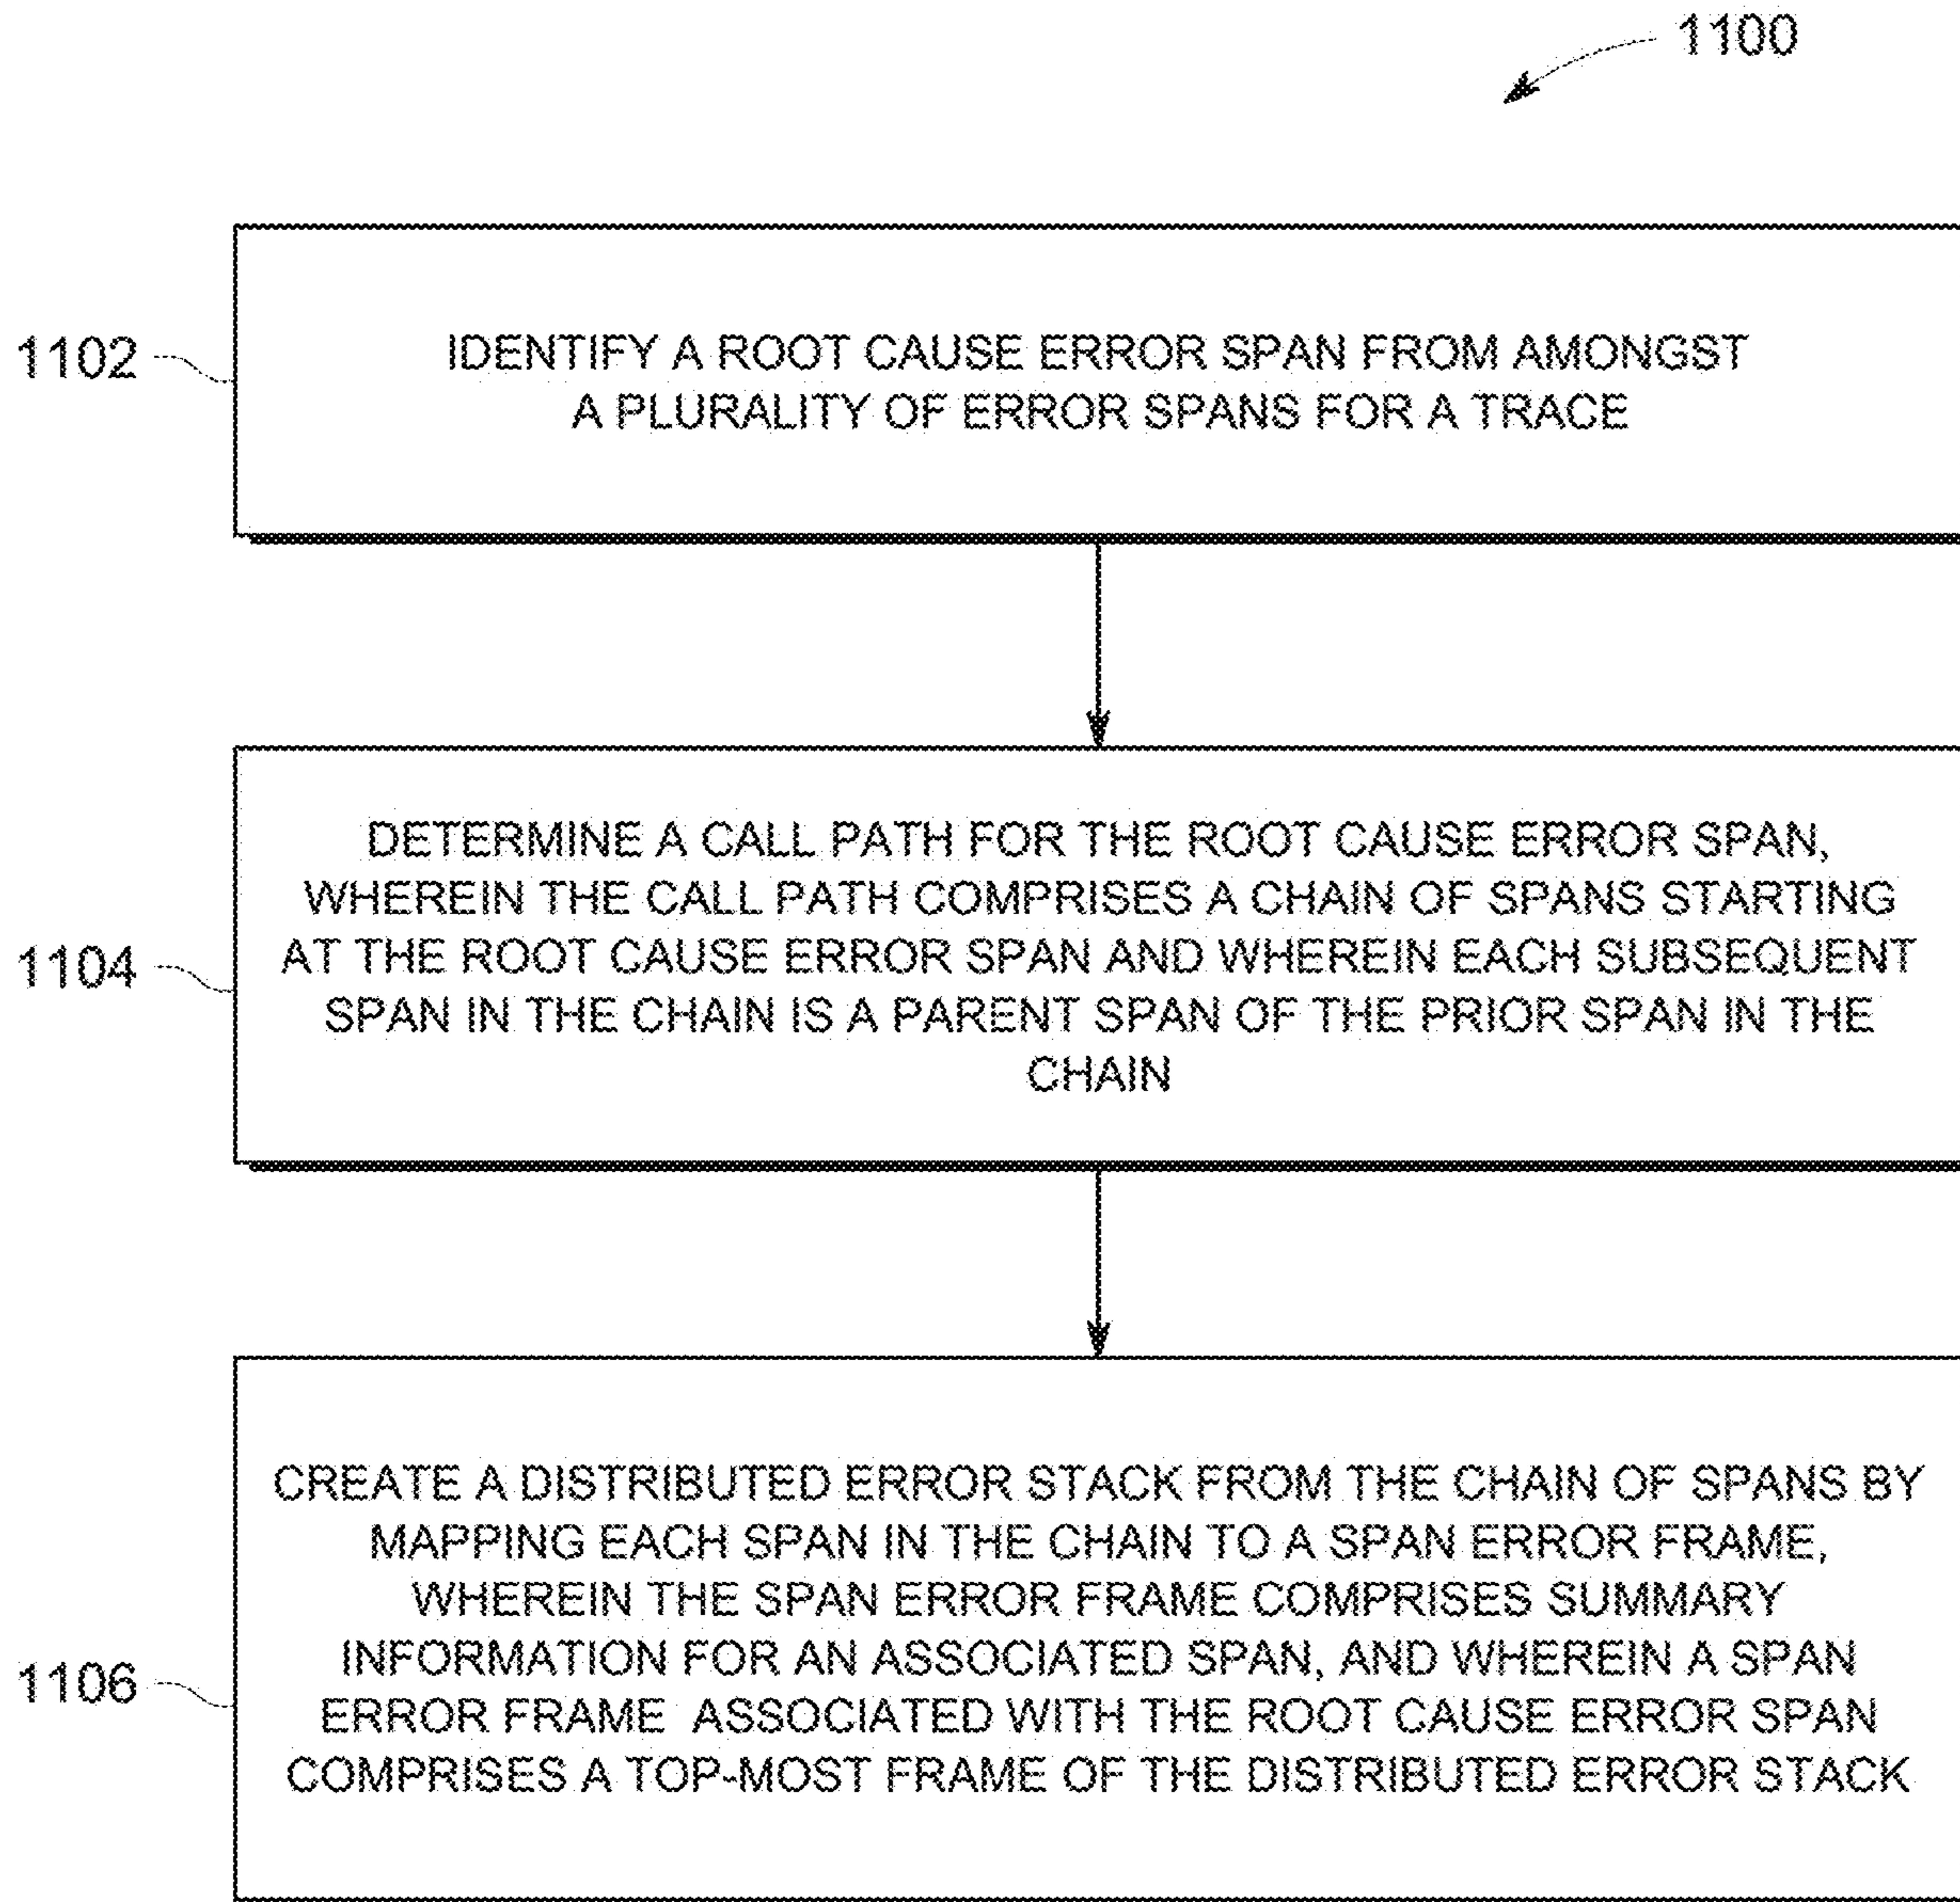 1100
1102
IDENTIFY A ROOT CAUSE ERROR SPAN FROM AMONGST
A PLURALITY OF ERROR SPANS FOR A TRACE
1104
DETERMINE A CALL PATH FOR THE ROOT CAUSE ERROR SPAN,
WHEREIN THE CALL PATH COMPRISES A CHAIN OF SPANS STARTING
AT THE ROOT CAUSE ERROR SPAN AND WHEREIN EACH SUBSEQUENT
SPAN IN THE CHAIN IS A PARENT SPAN OF THE PRIOR SPAN IN THE
CHAIN
1106
CREATE A DISTRIBUTED ERROR STACK FROM THE CHAIN OF SPANS BY
MAPPING EACH SPAN IN THE CHAIN TO A SPAN ERROR FRAME,
WHEREIN THE SPAN ERROR FRAME COMPRISES SUMMARY
INFORMATION FOR AN ASSOCIATED SPAN, AND WHEREIN A SPAN
ERROR FRAME ASSOCIATED WITH THE ROOT CAUSE ERROR SPAN
COMPRISES A TOP-MOST FRAME OF THE DISTRIBUTED ERROR STACK